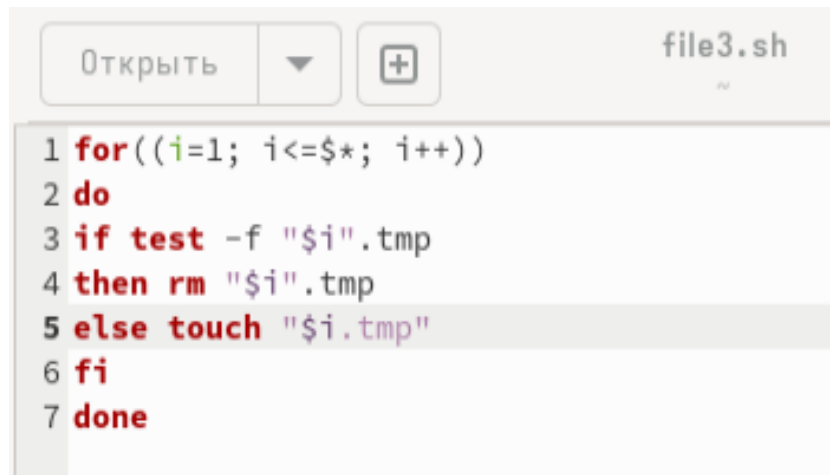 Открыть
file3.sh
~
1 for((i=1; i<=$*; i++))
2 do
3 if test -f "$i".tmp
4 then rm "$i".tmp
5 else touch "$i.tmp"
6 fi
7 done